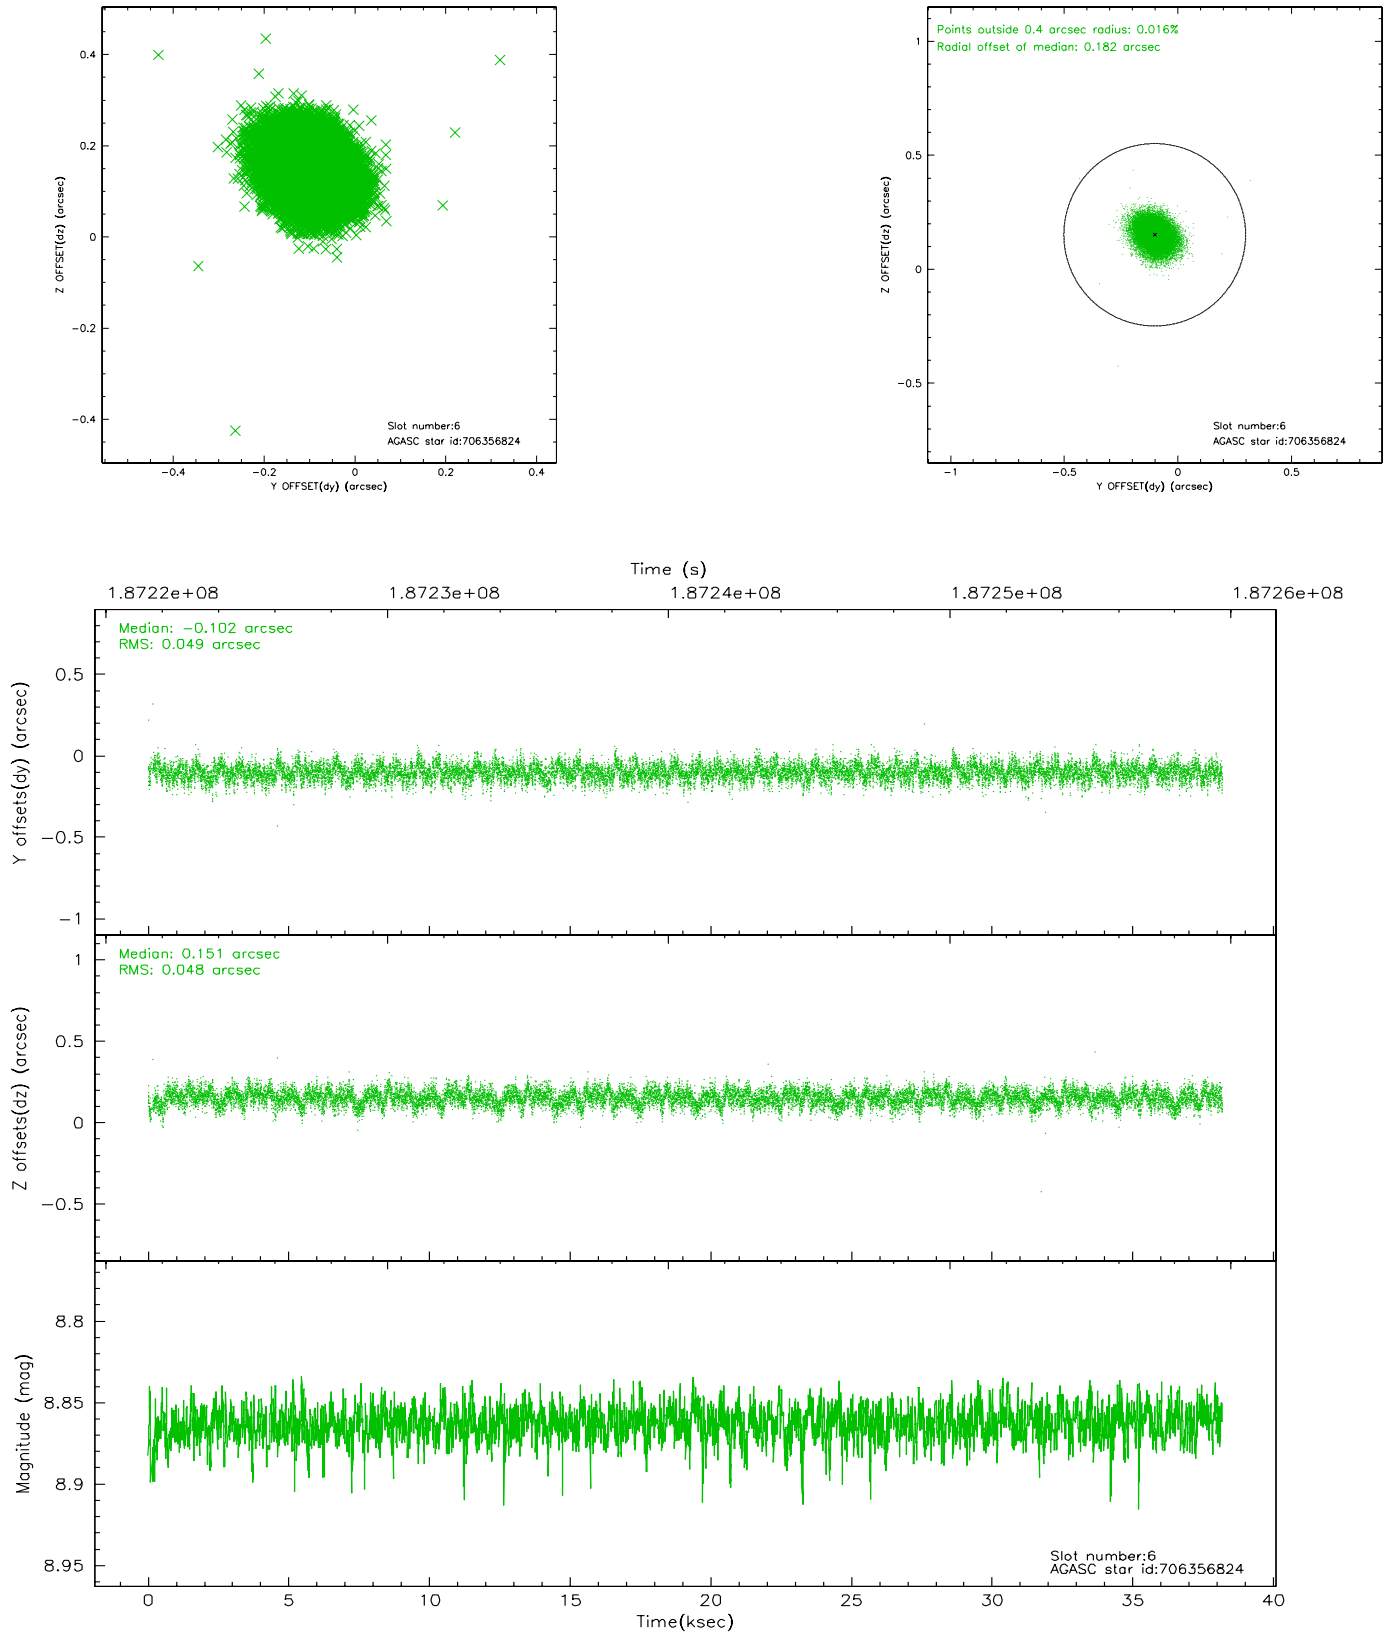 0.4
0.2
0
-0.2
-0.4
Z OFFSET(dz) (arcsec)
Slot number:6
AGASC star id:706356824
-0.4
-0.2
0
0.2
0.4
Y OFFSET(dy) (arcsec)
Points outside 0.4 arcsec radius: 0.016%
Radial offset of median: 0.182 arcsec
1
0.5
0
-0.5
Z OFFSET(dz) (arcsec)
Slot number:6
AGASC star id:706356824
-1
-0.5
0
0.5
Y OFFSET(dy) (arcsec)
Time (s)
1.8722e+08
1.8723e+08
1.8724e+08
1.8725e+08
1.8726e+08
Median: -0.102 arcsec
RMS: 0.049 arcsec
0.5
0
-0.5
-1
Y offsets(dy) (arcsec)
Median: 0.151 arcsec
RMS: 0.048 arcsec
1
0.5
0
-0.5
Z offsets(dz) (arcsec)
8.8
8.85
8.9
8.95
Magnitude (mag)
Slot number:6
AGASC star id:706356824
0
5
10
15
20
25
30
35
40
Time(ksec)